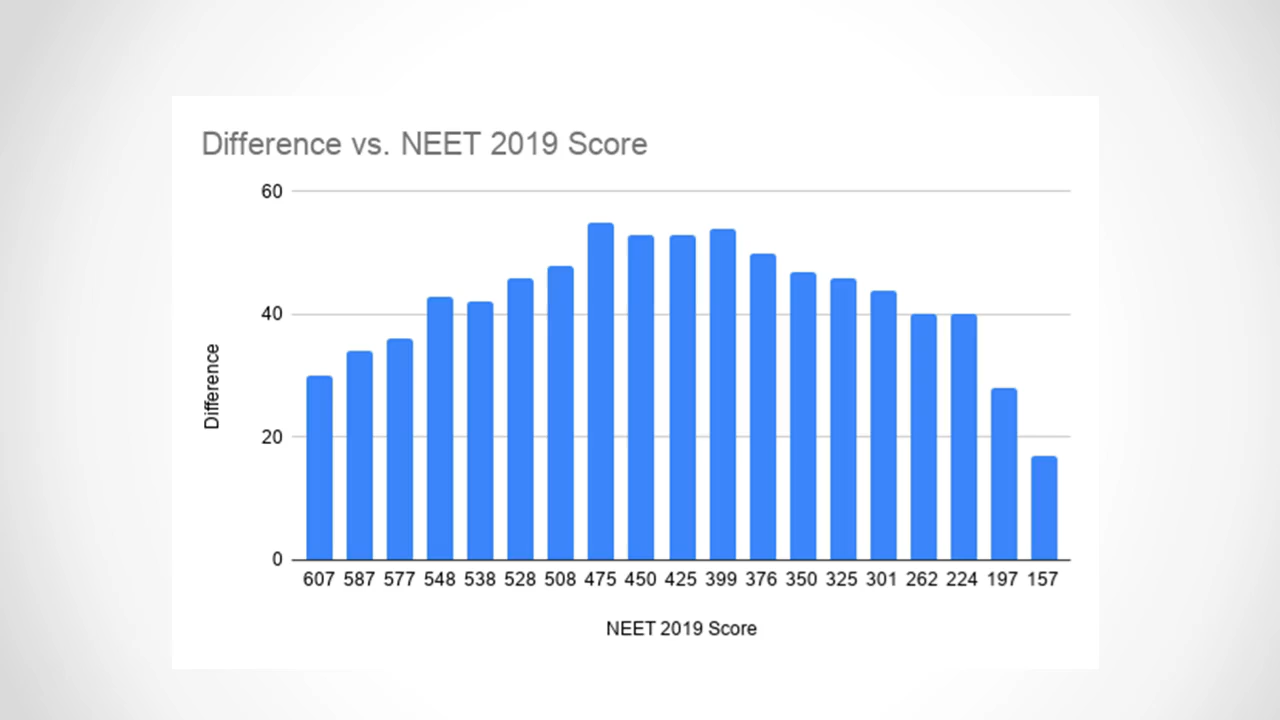 Difference vs. NEET 2019 Score
60
40
20
0
Difference
607 587 577 548 538 528 508 475 450 425 399 376 350 325 301 262 224 197 157
NEET 2019 Score